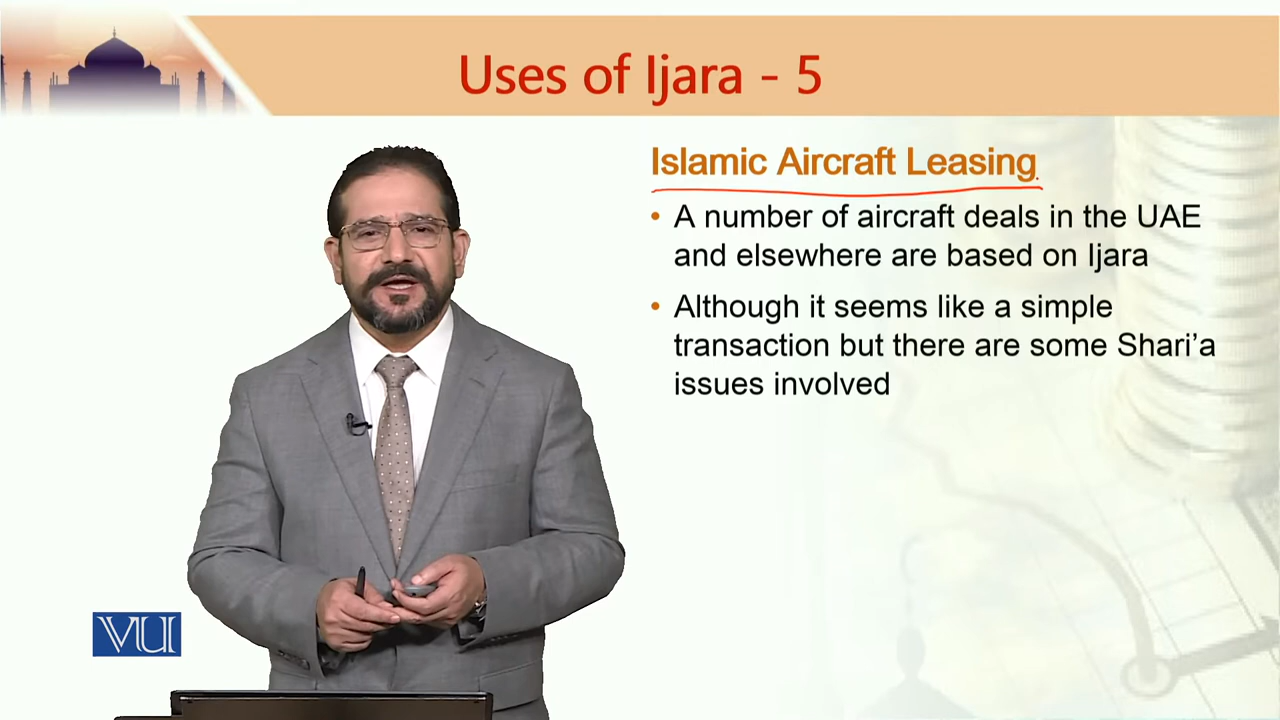 Uses of Ijara - 5
Islamic Aircraft Leasing
• A number of aircraft deals in the UAE
and elsewhere are based on Ijara
• Although it seems like a simple
transaction but there are some Shari’a
issues involved
VU